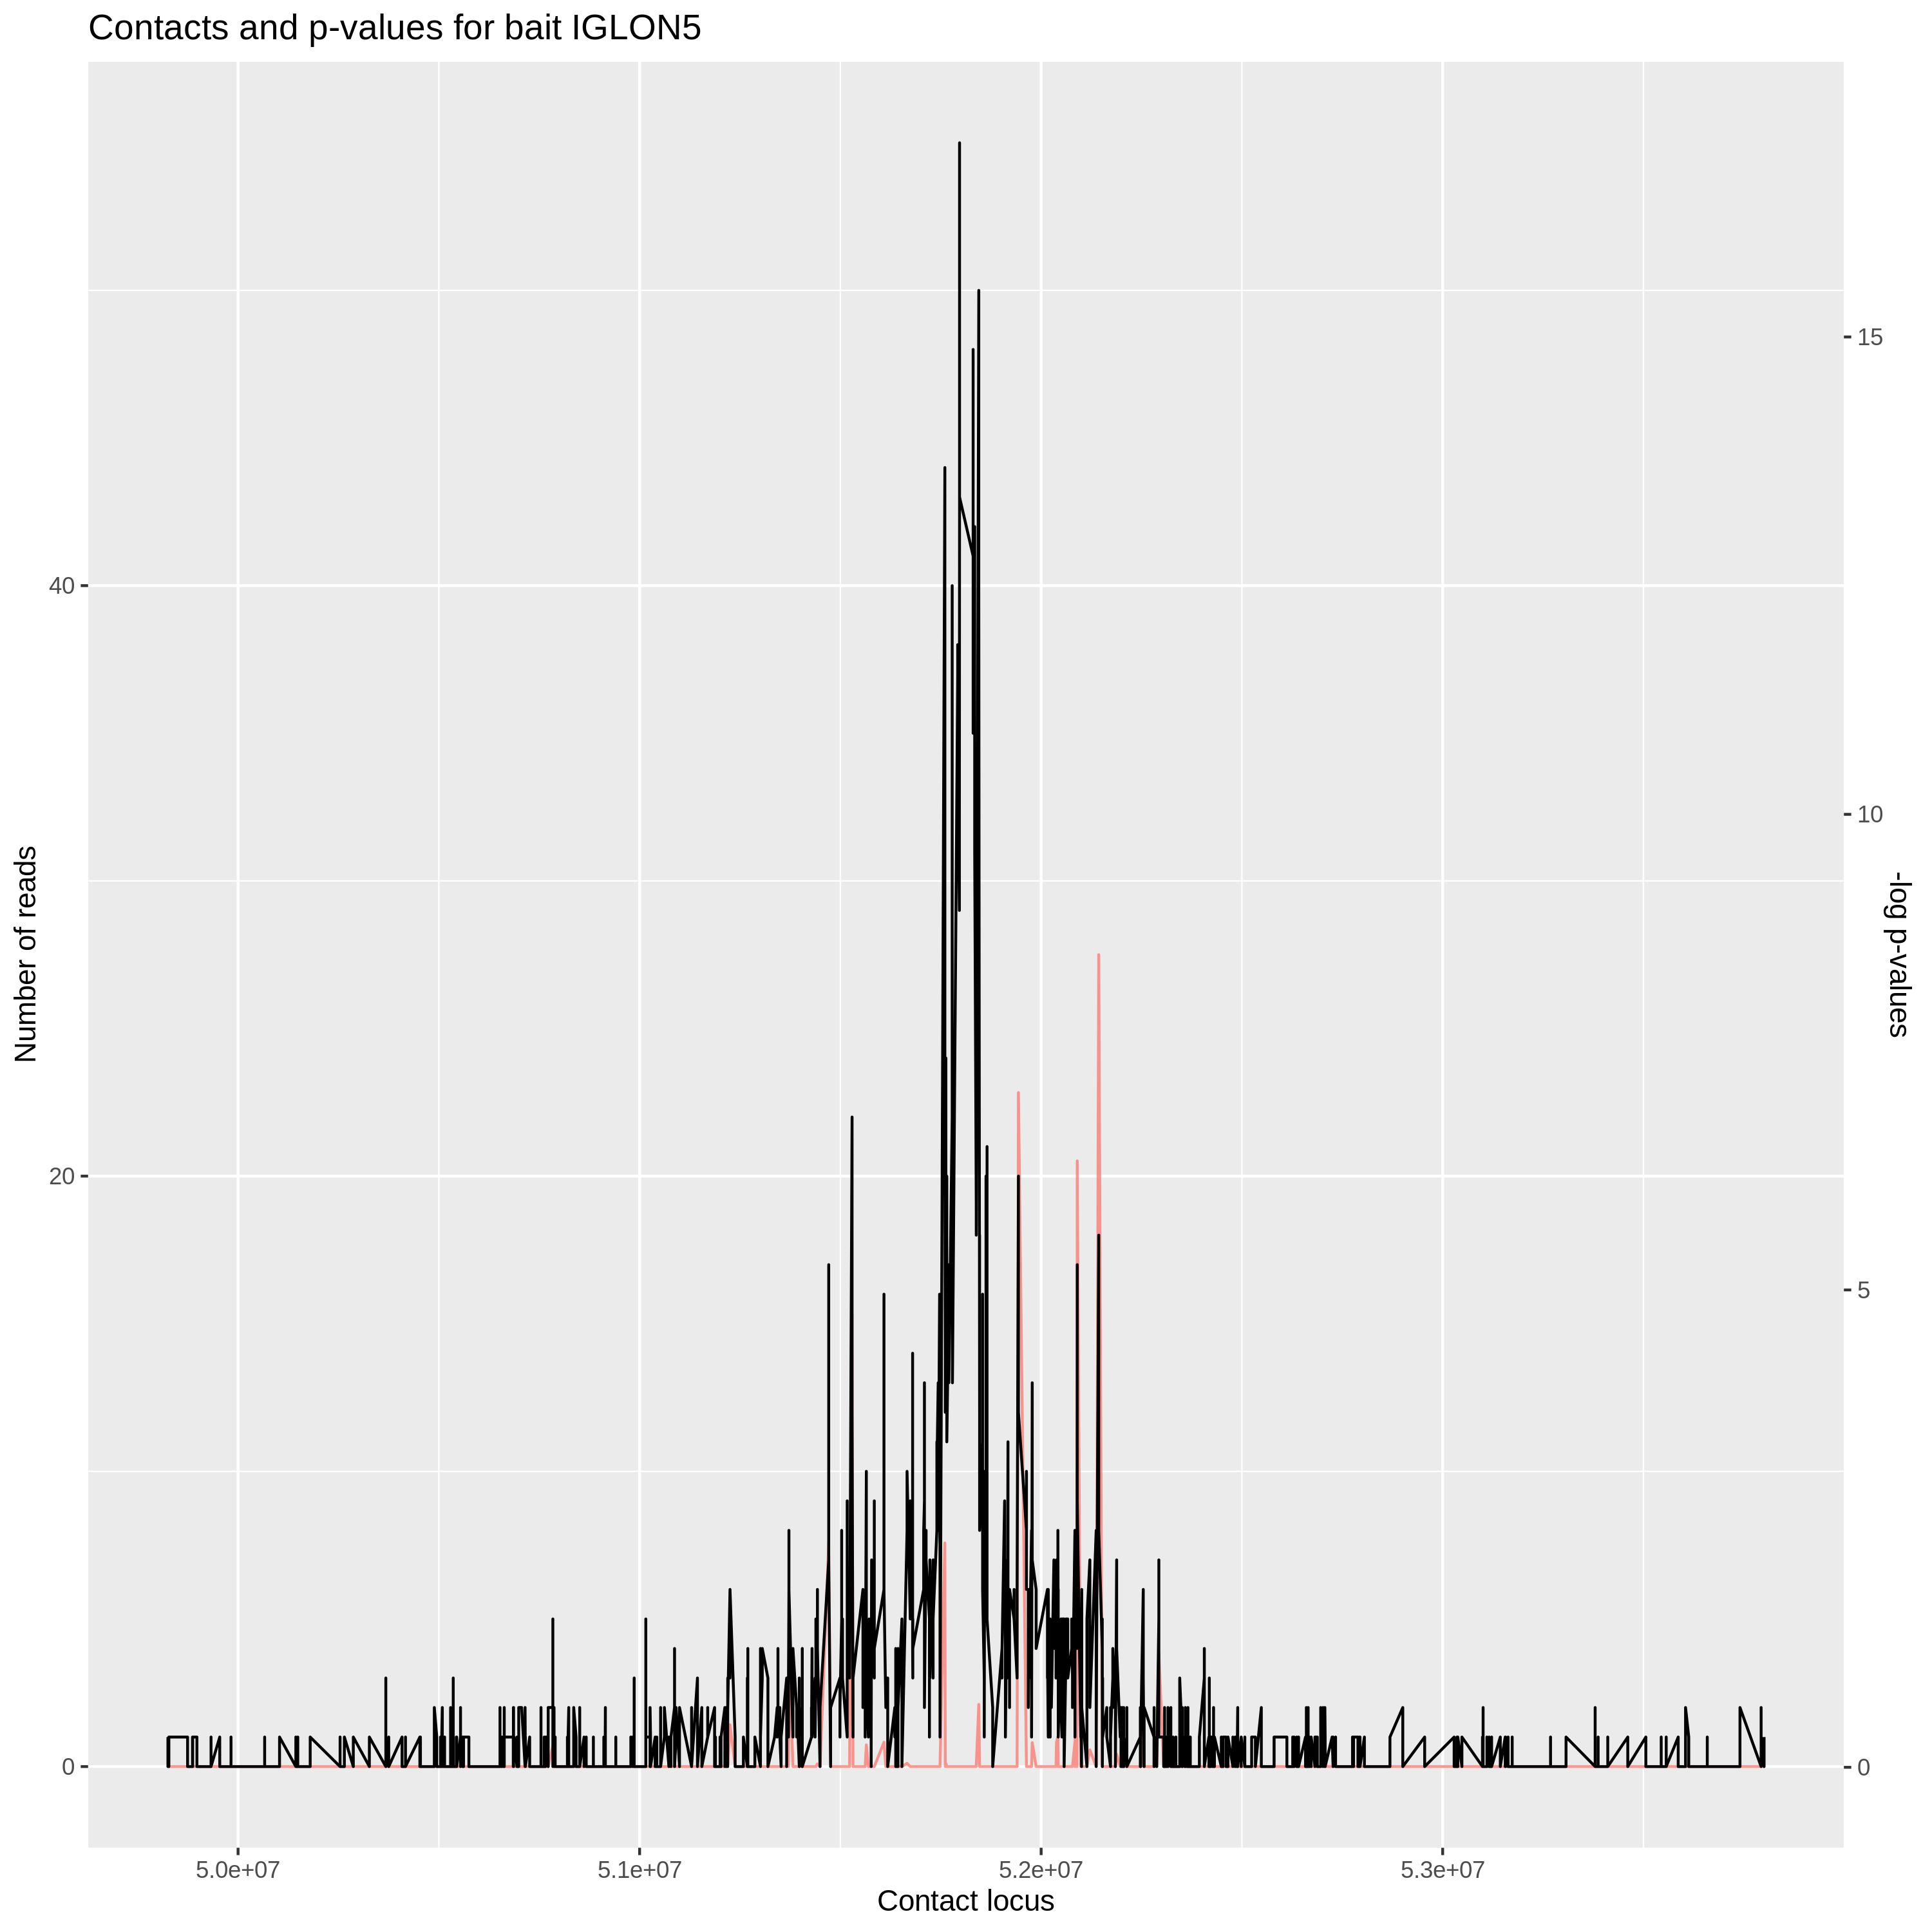 Contacts and p-values for bait IGLON5
15
40
10
Number of reads
-log p-values
20
5
0
0
5.0e+07 5.1e+07 5.2e+07 5.3e+07
Contact locus